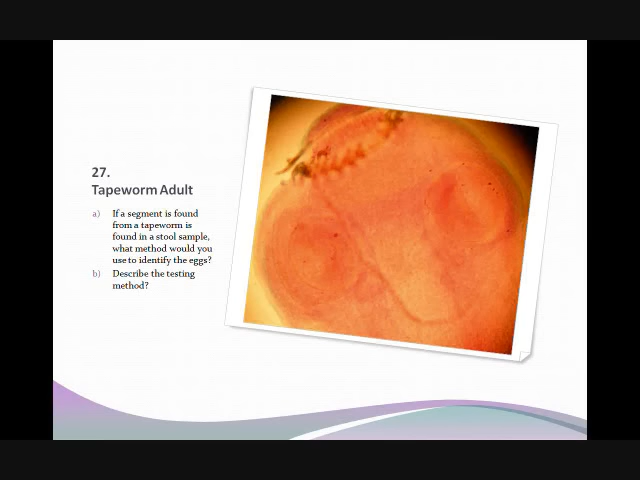 27.
Tapeworm Adult
a) If a segment is found
from a tapeworm is
found in a stool sample,
what method would you
use to identify the eggs?
b) Describe the testing
method?